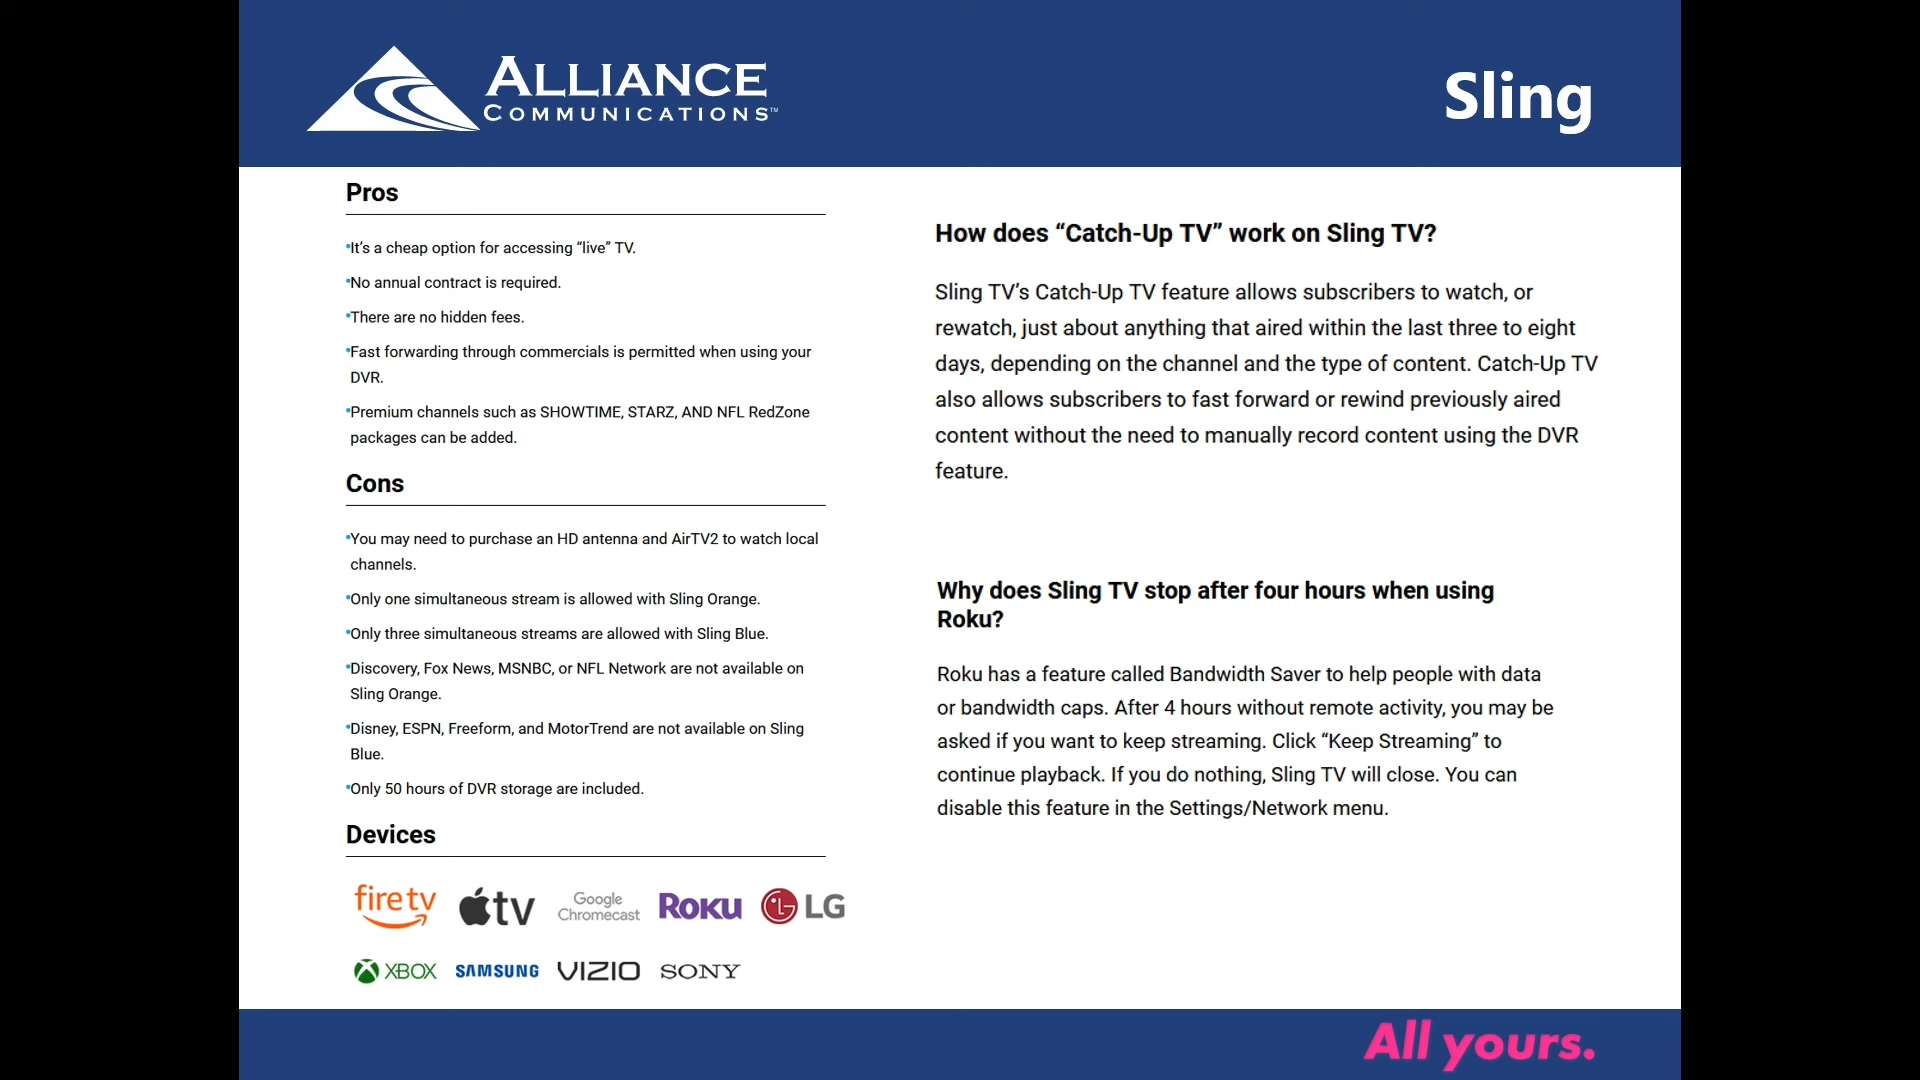 ALLIANCE
COMMUNICATIONS™
Sling
Pros
•It’s a cheap option for accessing “live” TV.
•No annual contract is required.
•There are no hidden fees.
•Fast forwarding through commercials is permitted when using your
DVR.
•Premium channels such as SHOWTIME, STARZ, AND NFL RedZone
packages can be added.
Cons
•You may need to purchase an HD antenna and AirTV2 to watch local
channels.
•Only one simultaneous stream is allowed with Sling Orange.
•Only three simultaneous streams are allowed with Sling Blue.
•Discovery, Fox News, MSNBC, or NFL Network are not available on
Sling Orange.
•Disney, ESPN, Freeform, and MotorTrend are not available on Sling
Blue.
•Only 50 hours of DVR storage are included.
Devices
fire tv
tv
Google
Chromecast
ROKU
LG
LG
XBOX
SAMSUNG
VIZIO
SONY
How does “Catch-Up TV” work on Sling TV?
Sling TV’s Catch-Up TV feature allows subscribers to watch, or
rewatch, just about anything that aired within the last three to eight
days, depending on the channel and the type of content. Catch-Up TV
also allows subscribers to fast forward or rewind previously aired
content without the need to manually record content using the DVR
feature.
Why does Sling TV stop after four hours when using
Roku?
Roku has a feature called Bandwidth Saver to help people with data
or bandwidth caps. After 4 hours without remote activity, you may be
asked if you want to keep streaming. Click “Keep Streaming” to
continue playback. If you do nothing, Sling TV will close. You can
disable this feature in the Settings/Network menu.
All yours.